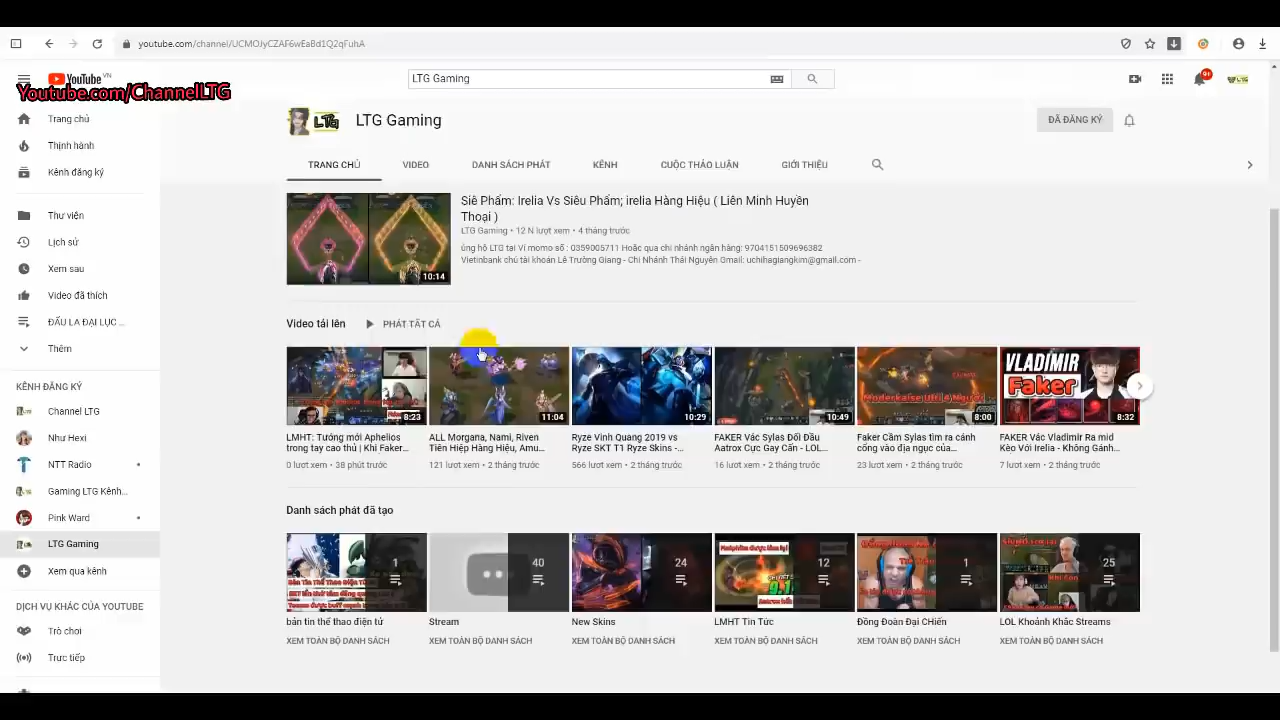 youtube.com/channel/UCMOJyCZAF6wEaBd1Q2qFuhA
YouTube VN
Youtube.com/ChannelLTG
LTG Gaming
9+
Trang chủ
Thịnh hành
Kênh đăng ký
Thư viện
Lịch sử
Xem sau
Video đã thích
ĐẤU LA ĐẠI LỤC ...
Thêm
KÊNH ĐĂNG KÝ
Channel LTG
Như Hexi
NTT Radio
Gaming LTG Kênh...
Pink Ward
LTG Gaming
Xem qua kênh
DỊCH VỤ KHÁC CỦA YOUTUBE
Trò chơi
Trực tiếp
LTG
LTG Gaming
ĐÃ ĐĂNG KÝ
TRANG CHỦ
VIDEO
DANH SÁCH PHÁT
KÊNH
CUỘC THẢO LUẬN
GIỚI THIỆU
10:14
Siê Phẩm: Irelia Vs Siêu Phẩm; irelia Hàng Hiệu ( Liên Minh Huyền
Thoại )
LTG Gaming • 12 N lượt xem • 4 tháng trước
ủng hộ LTG tại Ví momo số : 0359005711 Hoặc qua chi nhánh ngân hàng: 9704151509696382
Vietinbank chủ tài khoản Lê Trường Giang - Chi Nhánh Thái Nguyên Gmail: uchihagiangkim@gmail.com -
Video tải lên
PHÁT TẤT CẢ
8:23
LMHT: Tướng mới Aphelios
trong tay cao thủ | Khi Faker...
0 lượt xem • 38 phút trước
11:04
ALL Morgana, Nami, Riven
Tiên Hiệp Hàng Hiệu, Amu...
121 lượt xem • 2 tháng trước
10:29
Ryze Vinh Quang 2019 vs
Ryze SKT T1 Ryze Skins -...
566 lượt xem • 2 tháng trước
10:49
FAKER Vác Sylas Đối Đầu
Aatrox Cực Gay Cấn - LOL...
16 lượt xem • 2 tháng trước
8:00
Faker Cầm Sylas tìm ra cánh
cổng vào địa ngục của...
23 lượt xem • 2 tháng trước
VLADIMIR
Faker
8:32
FAKER Vác Vladimir Ra mid
Kèo Với Irelia - Không Gánh...
7 lượt xem • 2 tháng trước
Danh sách phát đã tạo
1
bản tin thể thao điện tử
XEM TOÀN BỘ DANH SÁCH
40
Stream
XEM TOÀN BỘ DANH SÁCH
24
New Skins
XEM TOÀN BỘ DANH SÁCH
9.1
12
LMHT Tin Tức
XEM TOÀN BỘ DANH SÁCH
1
Đồng Đoàn Đại CHiến
XEM TOÀN BỘ DANH SÁCH
25
LOL Khoảnh Khắc Streams
XEM TOÀN BỘ DANH SÁCH